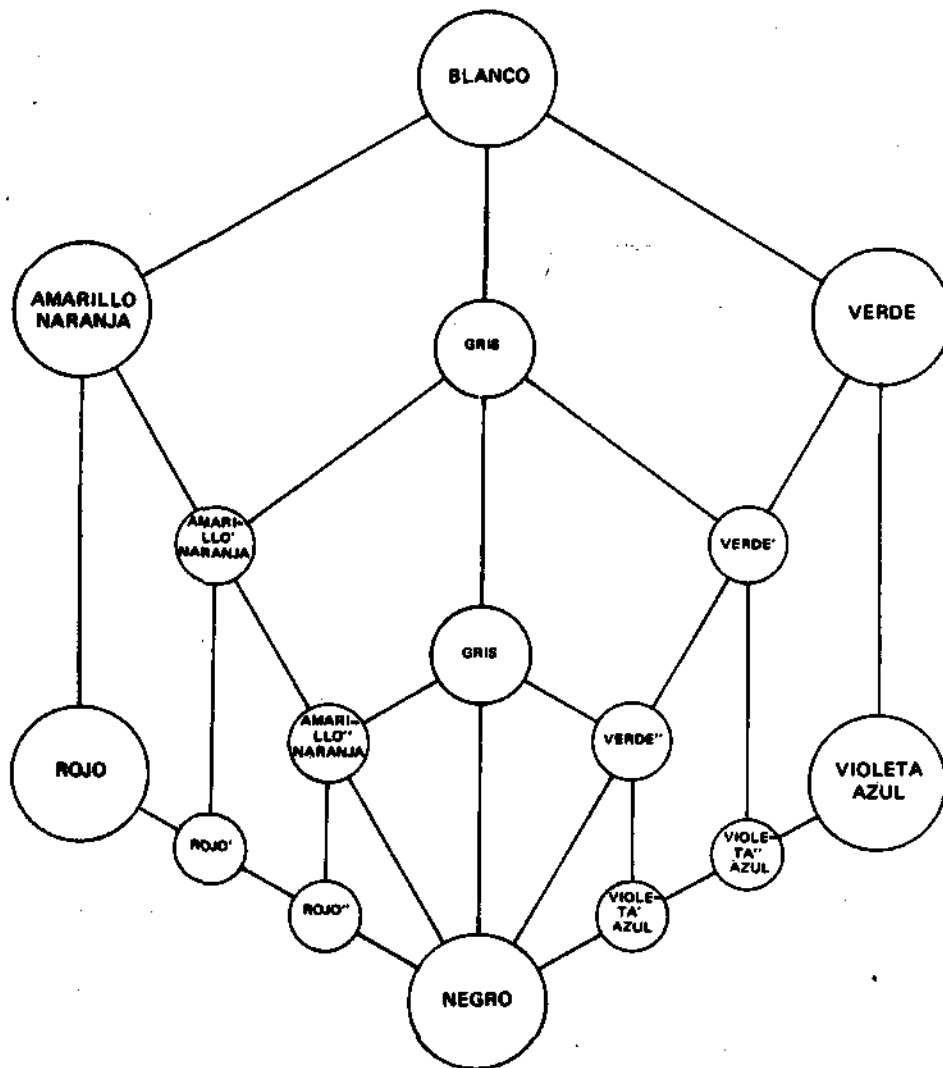 BLANCO
AMARILLO
NARANJA
VERDE
GRIS
AMARI-
LLO'
NARANJA
VERDE'
GRIS
AMARI-
LLO''
NARANJA
VERDE''
ROJO
VIOLETA
AZUL
ROJO'
VIOLE-
TA''
AZUL
ROJO''
VIOLE-
TA'
AZUL
NEGRO